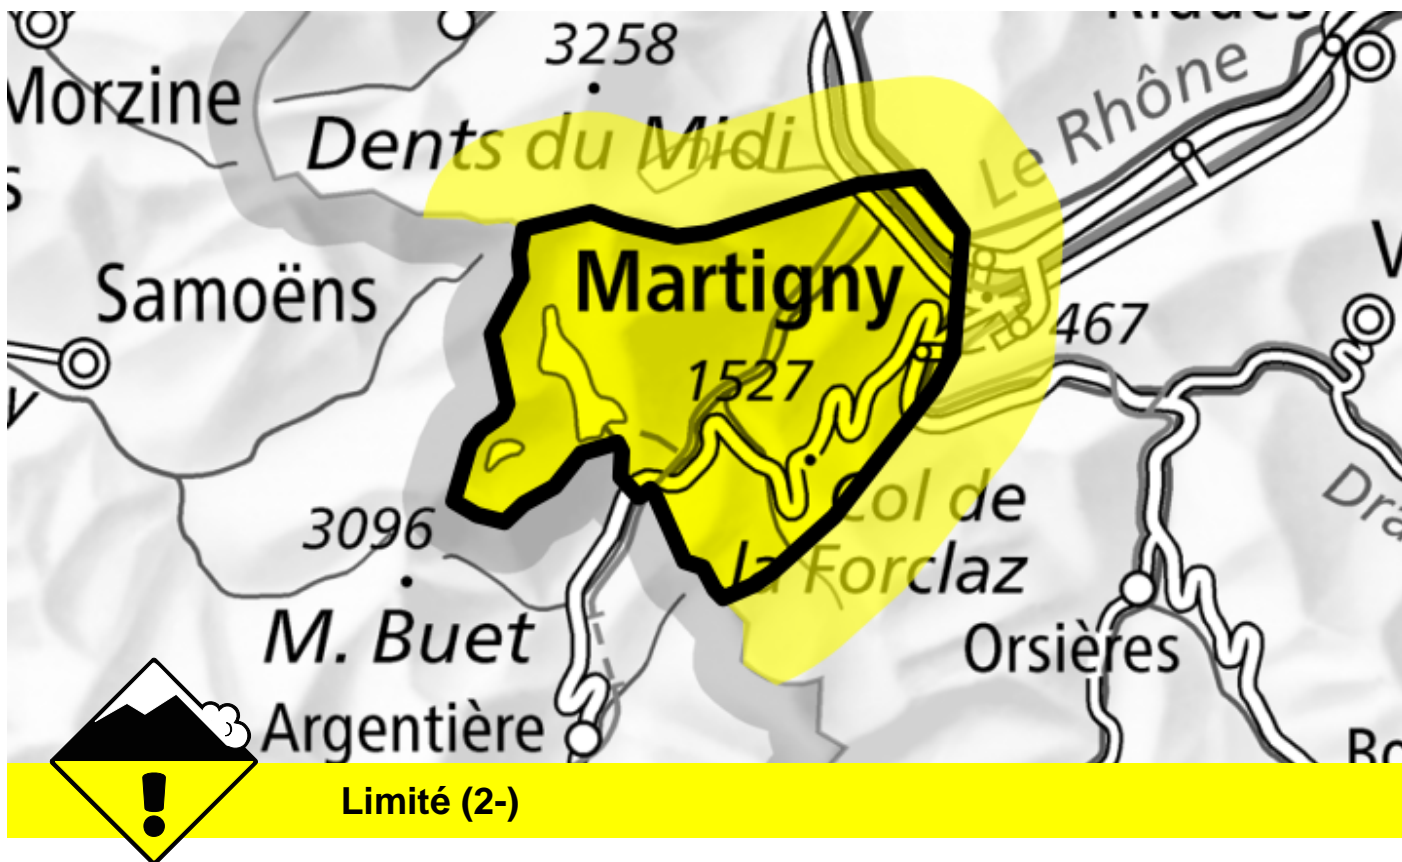 3258
Morzine
Dents du Midi
Le Rhône
Martigny
Samoëns
1527
467
Col de
la Forclaz
3096
M. Buet
Orsières
Argentière
Limité (2-)